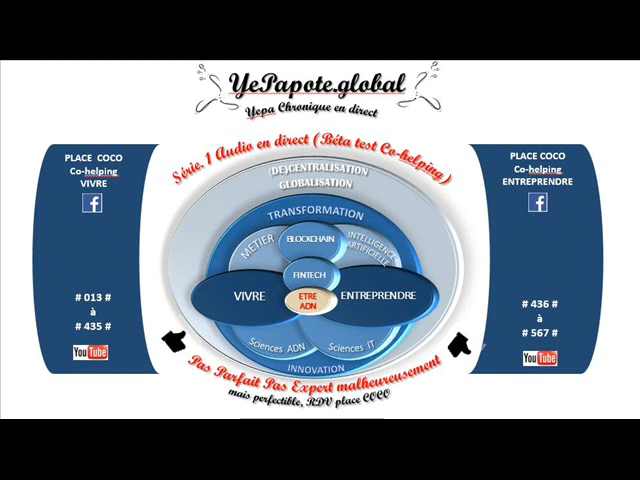 YePapote.global
Yepa Chronique en direct
Série, 1 Audio en direct (Béta test Co-helping)
PLACE COCO
Co-helping
VIVRE
f
# 013 #
à
# 435 #
YouTube
(DE)CENTRALISATION
GLOBALISATION
TRANSFORMATION
METIER
BLOCKCHAIN
INTELLIGENCE
ARTIFICIELLE
FINTECH
VIVRE
ETRE
ADN
ENTREPRENDRE
Sciences ADN
Sciences IT
INNOVATION
PLACE COCO
Co-helping
ENTREPRENDRE
f
# 436 #
à
# 567 #
YouTube
Pas Parfait Pas Expert malheureusement
mais perfectible, RDV place COCO